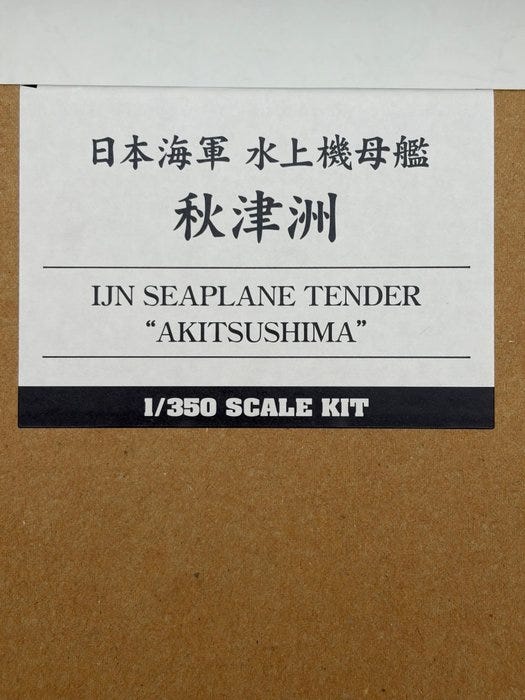 日本海軍 水上機母艦
秋津洲
IJN SEAPLANE TENDER
“AKITSUSHIMA”
1/350 SCALE KIT